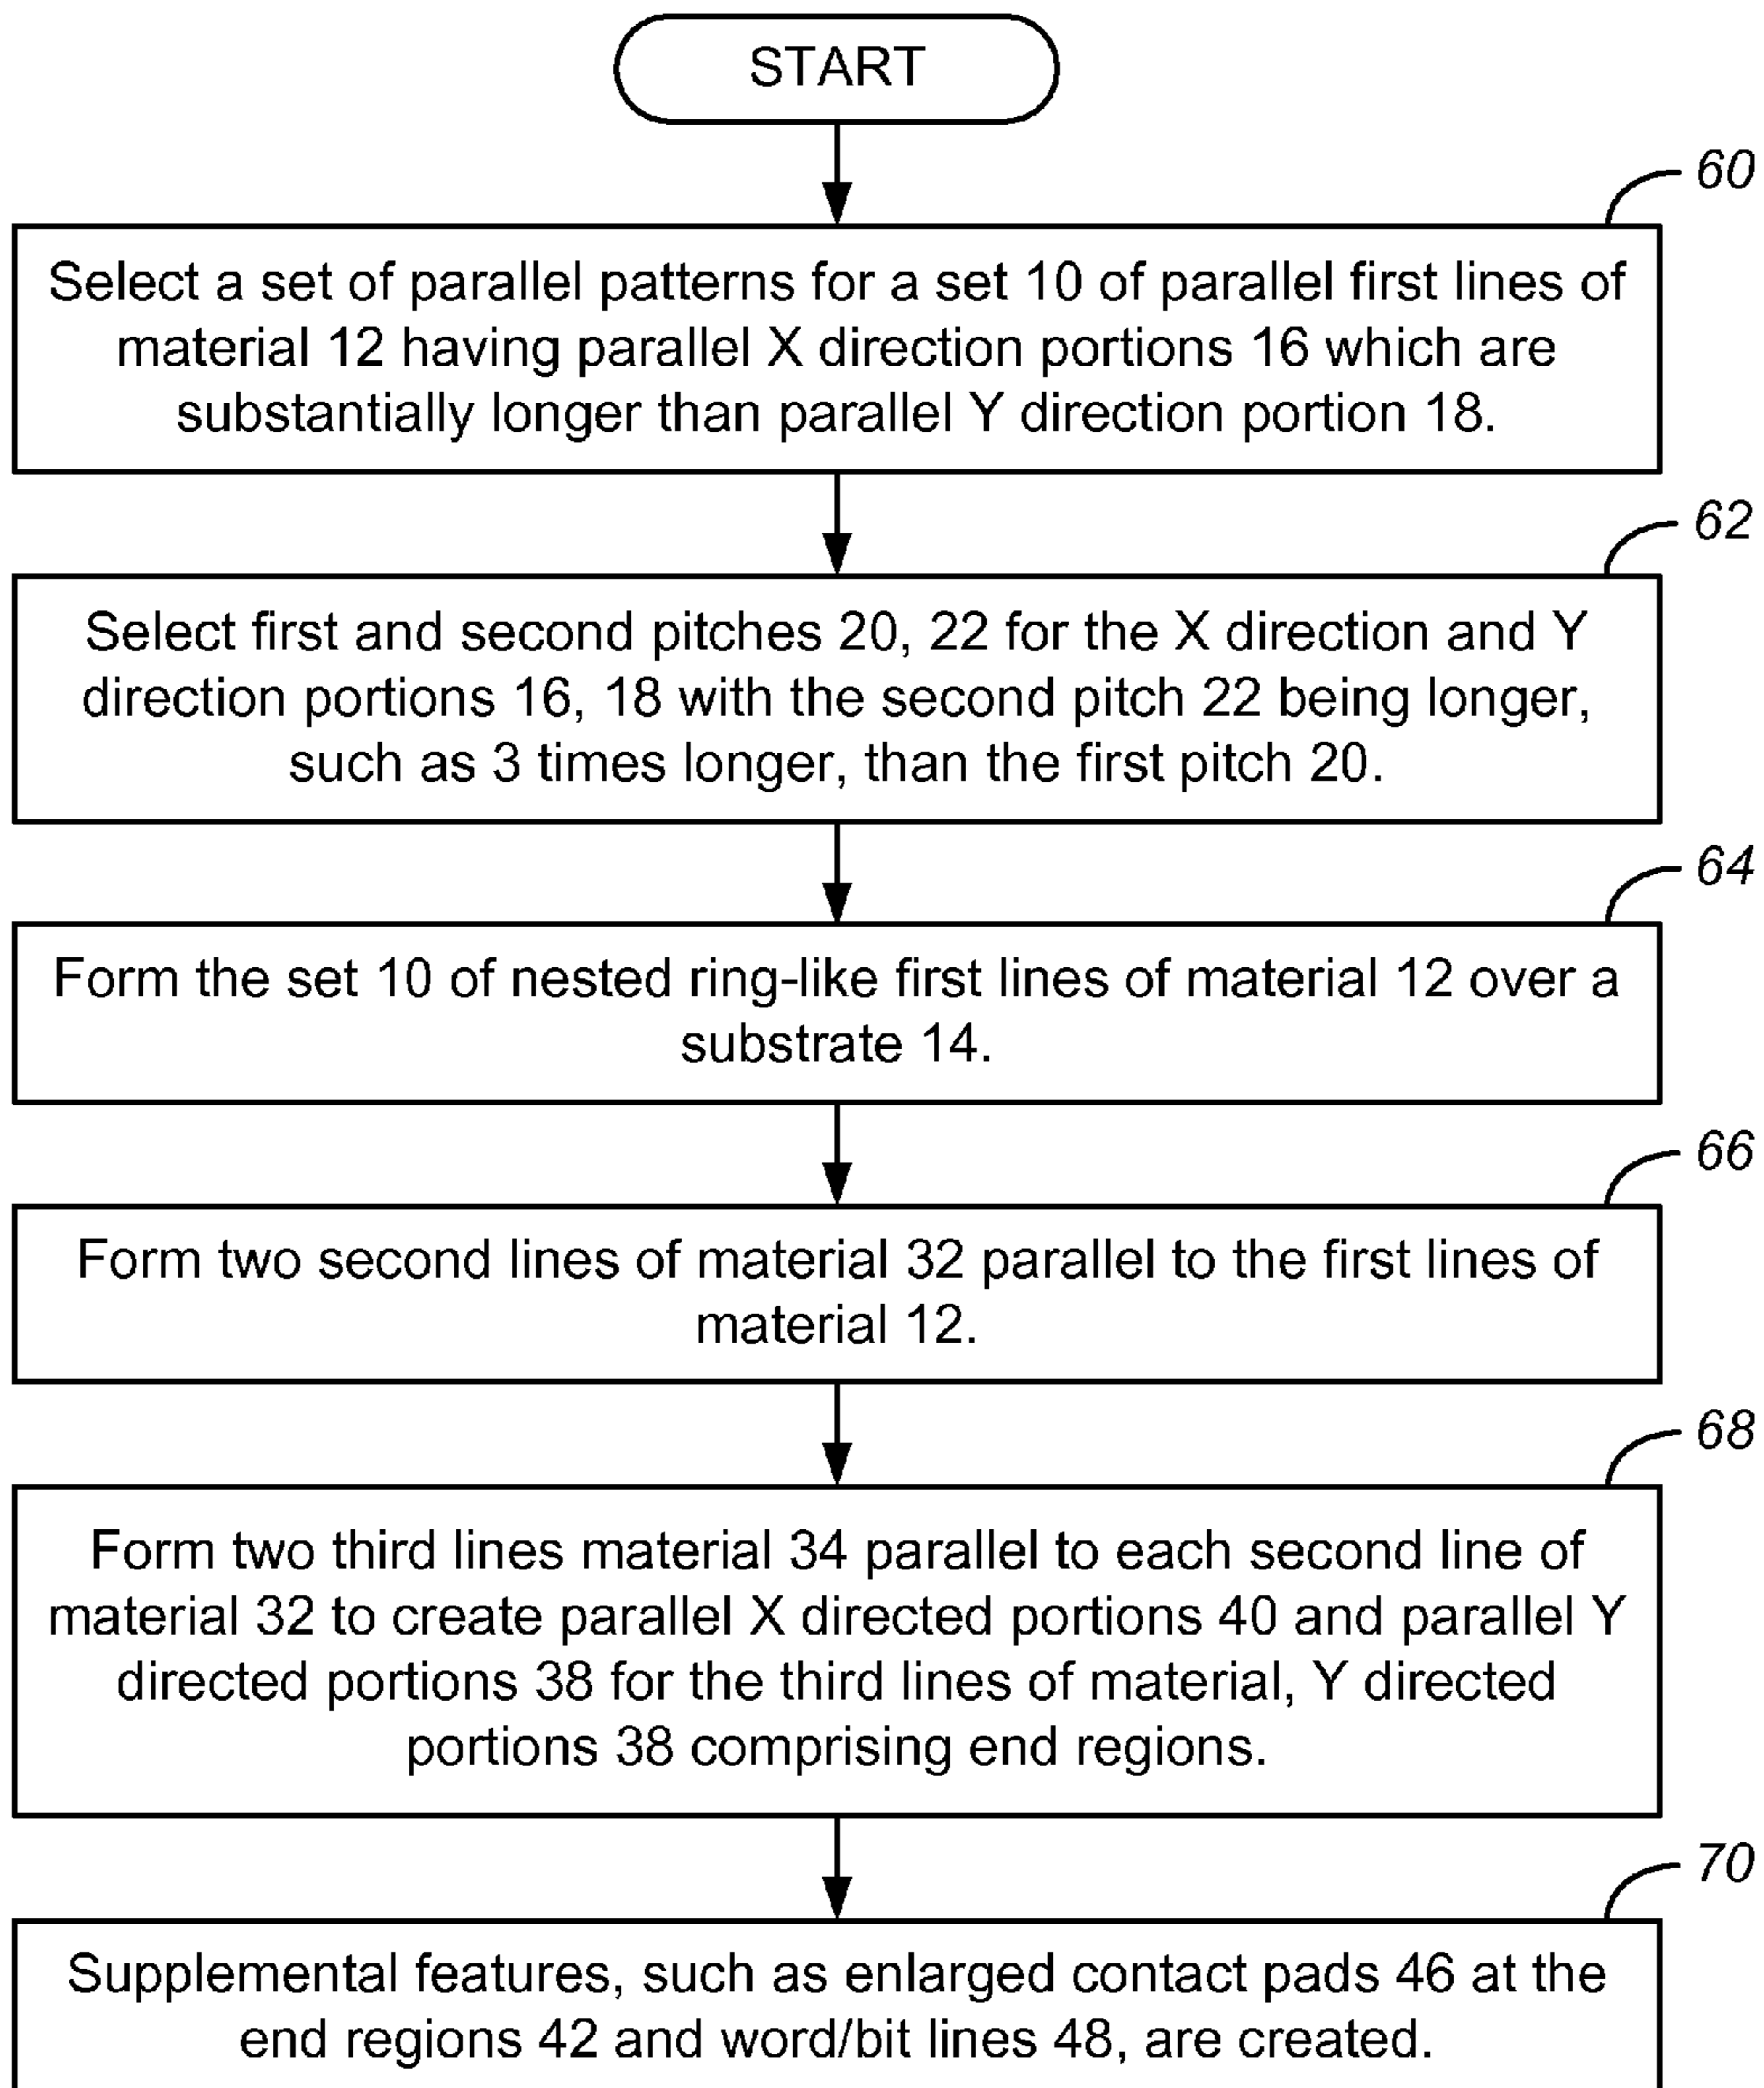 START
60
Select a set of parallel patterns for a set 10 of parallel first lines of
material 12 having parallel X direction portions 16 which are
substantially longer than parallel Y direction portion 18.
62
Select first and second pitches 20, 22 for the X direction and Y
direction portions 16, 18 with the second pitch 22 being longer,
such as 3 times longer, than the first pitch 20.
64
Form the set 10 of nested ring-like first lines of material 12 over a
substrate 14.
66
Form two second lines of material 32 parallel to the first lines of
material 12.
68
Form two third lines material 34 parallel to each second line of
material 32 to create parallel X directed portions 40 and parallel Y
directed portions 38 for the third lines of material, Y directed
portions 38 comprising end regions.
70
Supplemental features, such as enlarged contact pads 46 at the
end regions 42 and word/bit lines 48, are created.